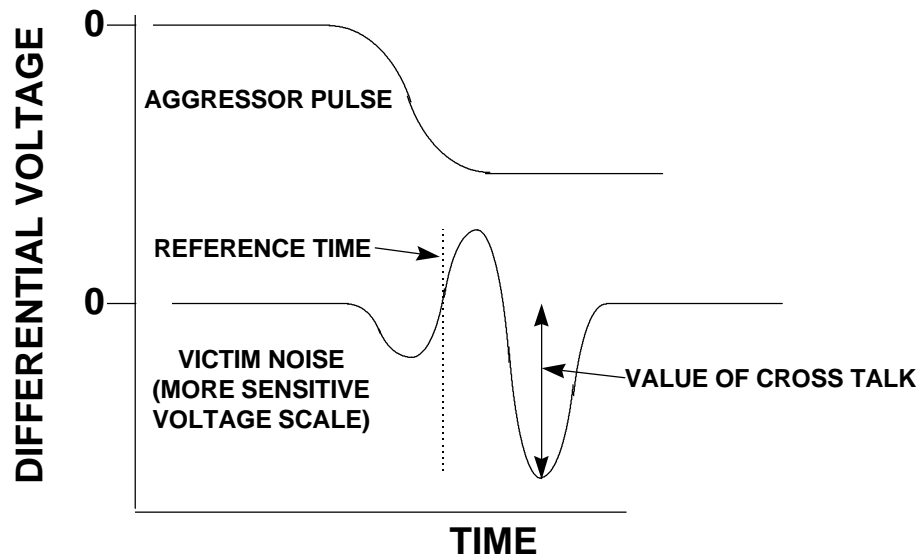 DIFFERENTIAL VOLTAGE
0
AGGRESSOR PULSE
REFERENCE TIME
0
VICTIM NOISE
(MORE SENSITIVE
VOLTAGE SCALE)
VALUE OF CROSS TALK
TIME